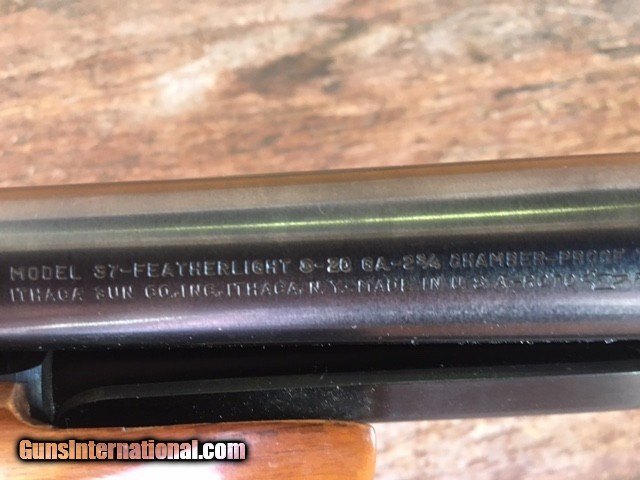 MODEL 37-FEATHERLIGHT S-20 GA-2¾ CHAMBER-PROOF
ITHACA GUN CO., INC. ITHACA, N.Y. MADE IN U.S.A.
GunsInternational.com